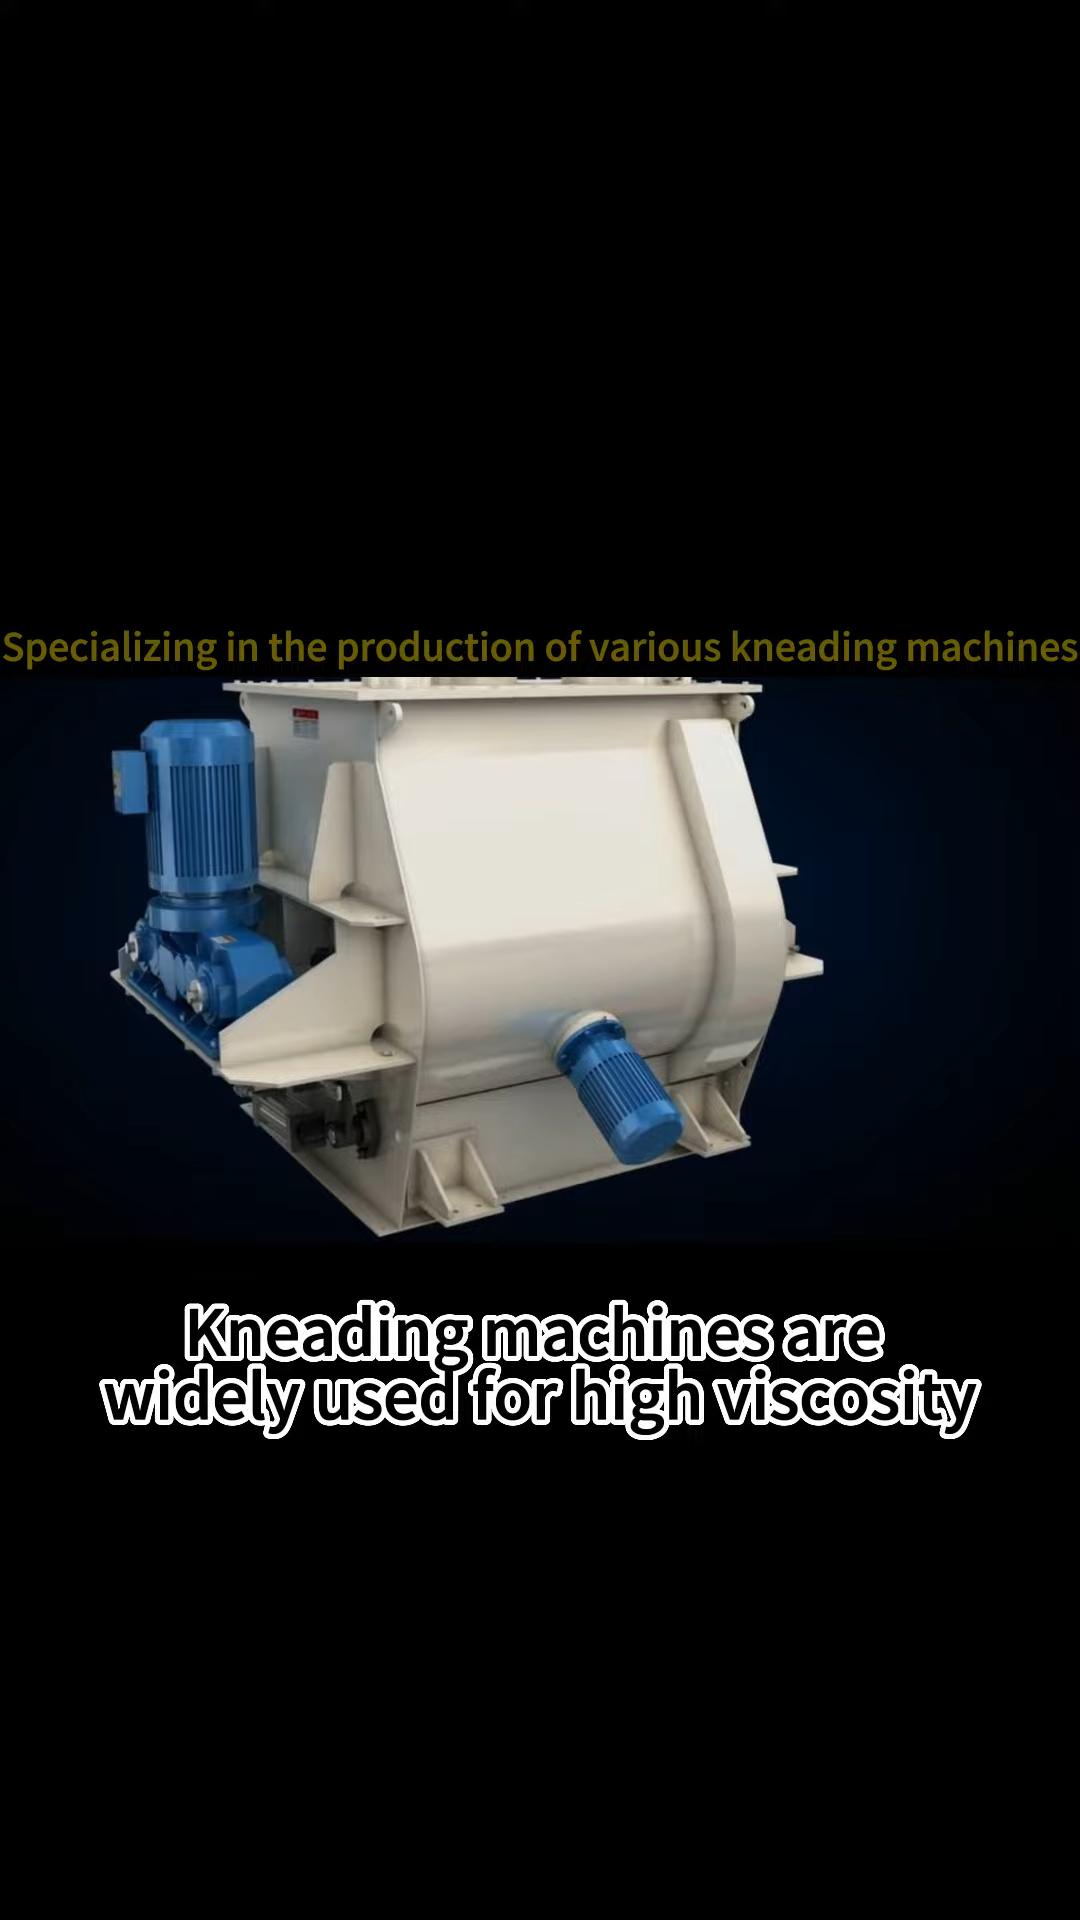 Specializing in the production of various kneading machines
Kneading machines are
widely used for high viscosity